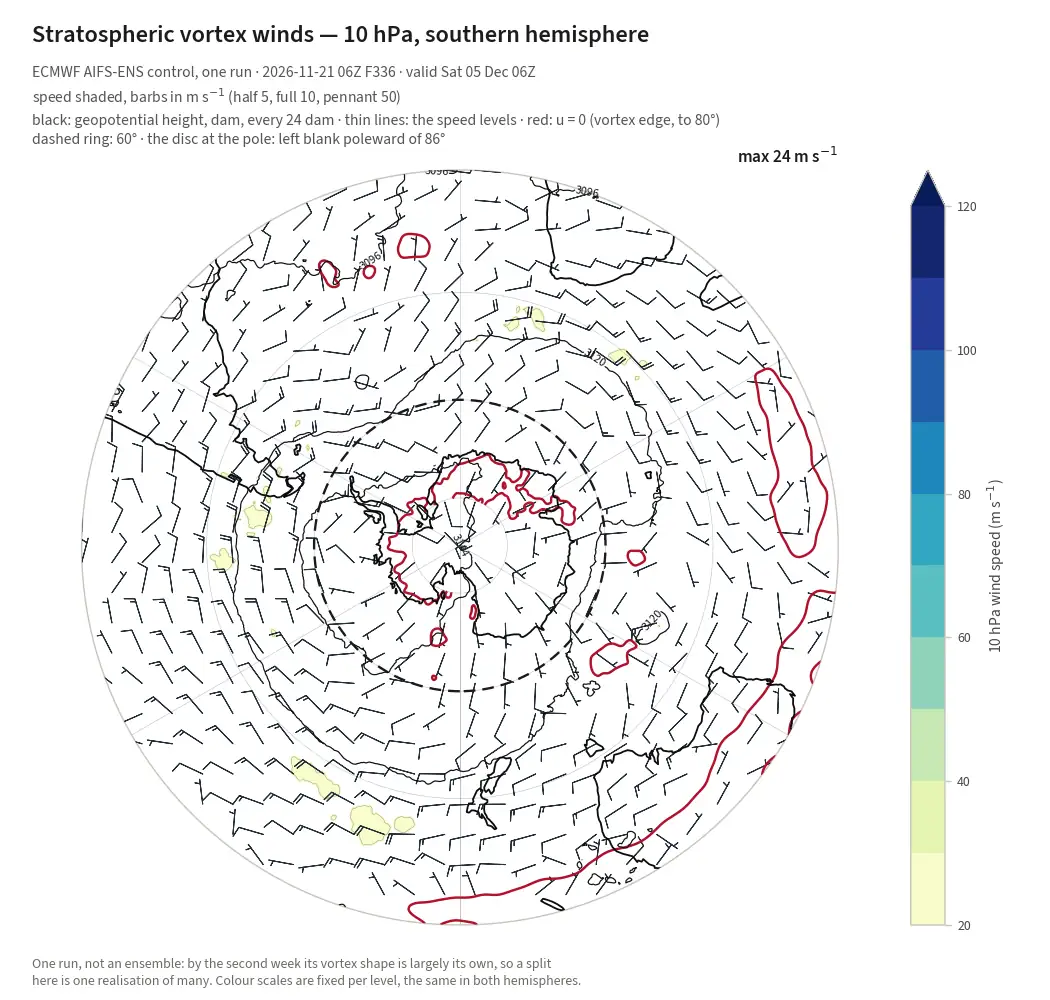 Stratospheric vortex winds — 10 hPa, southern hemisphere
ECMWF AIFS-ENS control, one run · 2026-11-21 06Z F336 · valid Sat 05 Dec 06Z
speed shaded, barbs in m s⁻¹ (half 5, full 10, pennant 50)
black: geopotential height, dam, every 24 dam · thin lines: the speed levels · red: u = 0 (vortex edge, to 80°)
dashed ring: 60° · the disc at the pole: left blank poleward of 86°
max 24 m s⁻¹
3096
3096
3096
3120
3120
120
100
80
60
40
20
10 hPa wind speed (m s⁻¹)
One run, not an ensemble: by the second week its vortex shape is largely its own, so a split
here is one realisation of many. Colour scales are fixed per level, the same in both hemispheres.